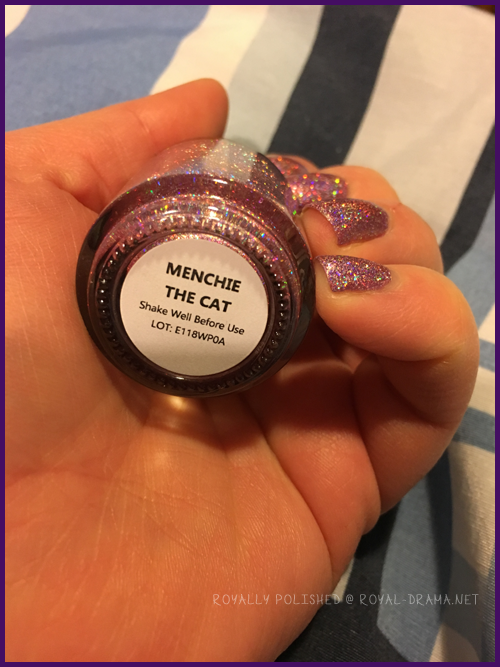 MENCHIE
THE CAT
Shake Well Before Use
LOT: E118WP0A
ROYALLY POLISHED @ ROYAL-DRAMA.NET